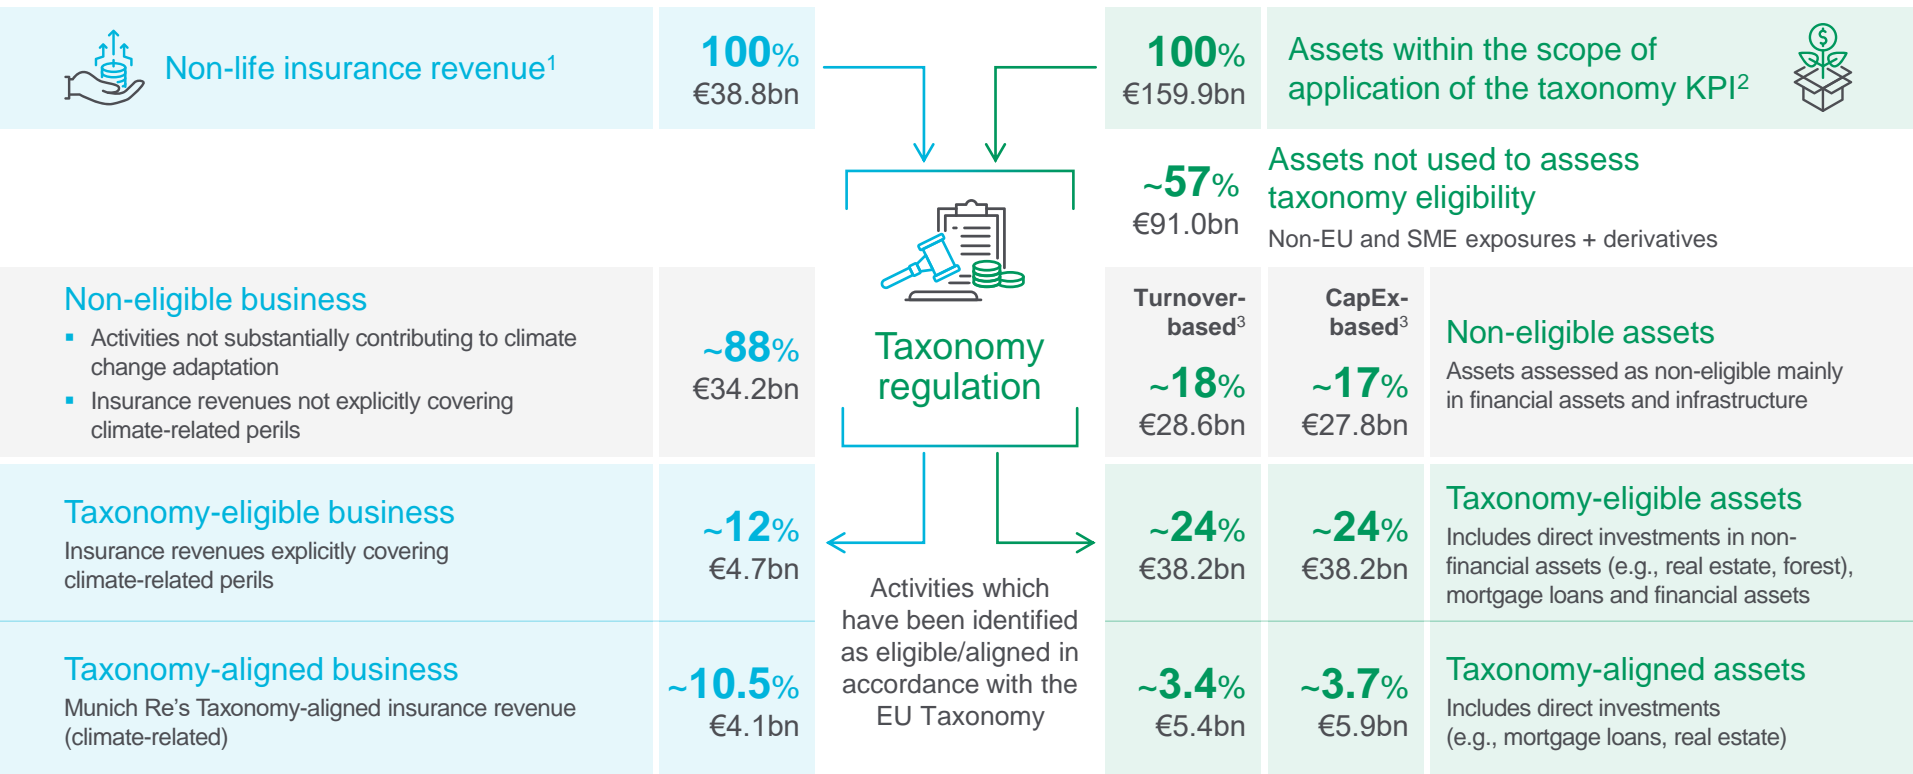 Non-life insurance revenue1
100%
€38.8bn
100%
€159.9bn
Assets within the scope of
application of the taxonomy KPI2
~57%
€91.0bn
Assets not used to assess
taxonomy eligibility
Non-EU and SME exposures + derivatives
Non-eligible business
▪ Activities not substantially contributing to climate
change adaptation
▪ Insurance revenues not explicitly covering
climate-related perils
~88%
€34.2bn
Taxonomy
regulation
Turnover-
based3
~18%
€28.6bn
CapEx-
based3
~17%
€27.8bn
Non-eligible assets
Assets assessed as non-eligible mainly
in financial assets and infrastructure
Taxonomy-eligible business
Insurance revenues explicitly covering
climate-related perils
~12%
€4.7bn
Activities which
have been identified
as eligible/aligned in
accordance with the
EU Taxonomy
~24%
€38.2bn
~24%
€38.2bn
Taxonomy-eligible assets
Includes direct investments in non-
financial assets (e.g., real estate, forest),
mortgage loans and financial assets
Taxonomy-aligned business
Munich Re's Taxonomy-aligned insurance revenue
(climate-related)
~10.5%
€4.1bn
~3.4%
€5.4bn
~3.7%
€5.9bn
Taxonomy-aligned assets
Includes direct investments
(e.g., mortgage loans, real estate)